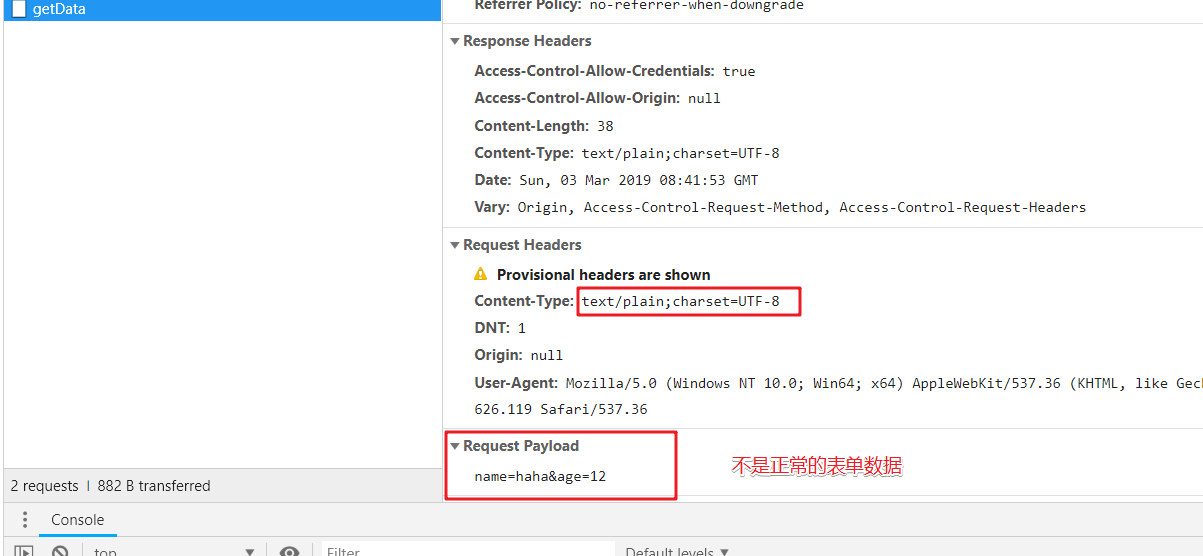 getData
Referrer Policy: no-referrer-when-downgrade
Response Headers
Access-Control-Allow-Credentials: true
Access-Control-Allow-Origin: null
Content-Length: 38
Content-Type: text/plain;charset=UTF-8
Date: Sun, 03 Mar 2019 08:41:53 GMT
Vary: Origin, Access-Control-Request-Method, Access-Control-Request-Headers
Request Headers
Provisional headers are shown
Content-Type: text/plain;charset=UTF-8
DNT: 1
Origin: null
User-Agent: Mozilla/5.0 (Windows NT 10.0; Win64; x64) AppleWebKit/537.36 (KHTML, like
626.119 Safari/537.36
Request Payload
name=haha&age=12
不是正常的表单数据
2 requests | 882 B transferred
Console
top
Filter
Default levels